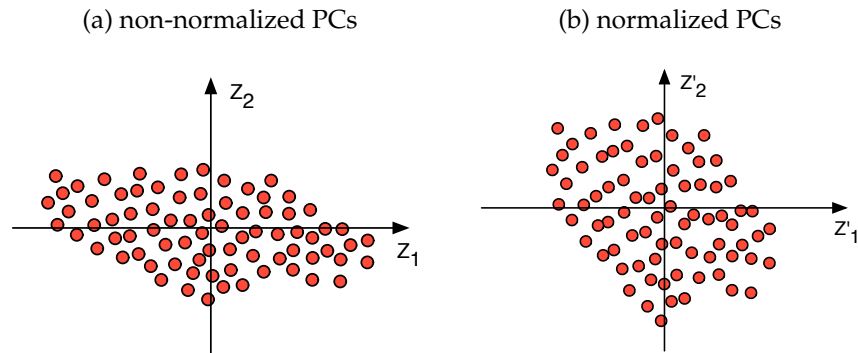 (a) non-normalized PCs
(b) normalized PCs
Z2
Z1
Z'2
Z'1